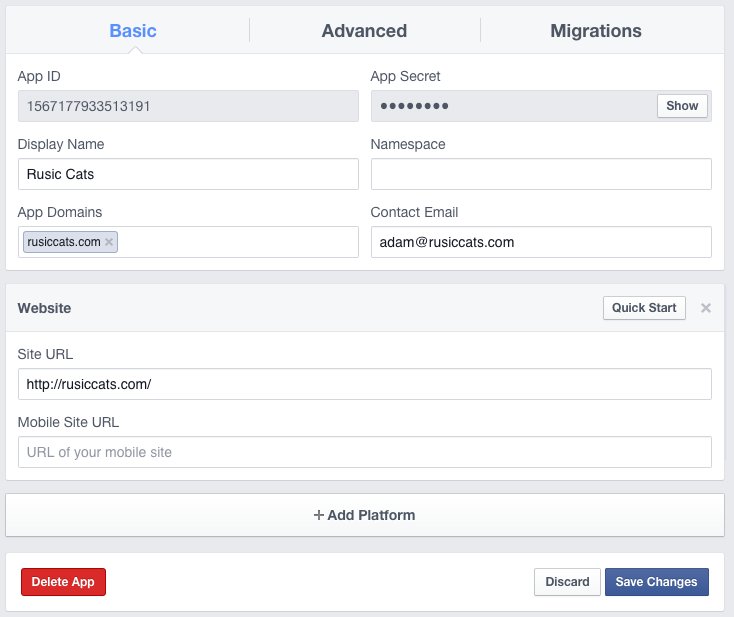 Basic Advanced Migrations
App ID App Secret
1567177933513191 ●●●●●●●● Show
Display Name Namespace
Rusic Cats
App Domains Contact Email
rusiccats.com × adam@rusiccats.com
Website Quick Start ×
Site URL
http://rusiccats.com/
Mobile Site URL
URL of your mobile site
+ Add Platform
Delete App Discard Save Changes